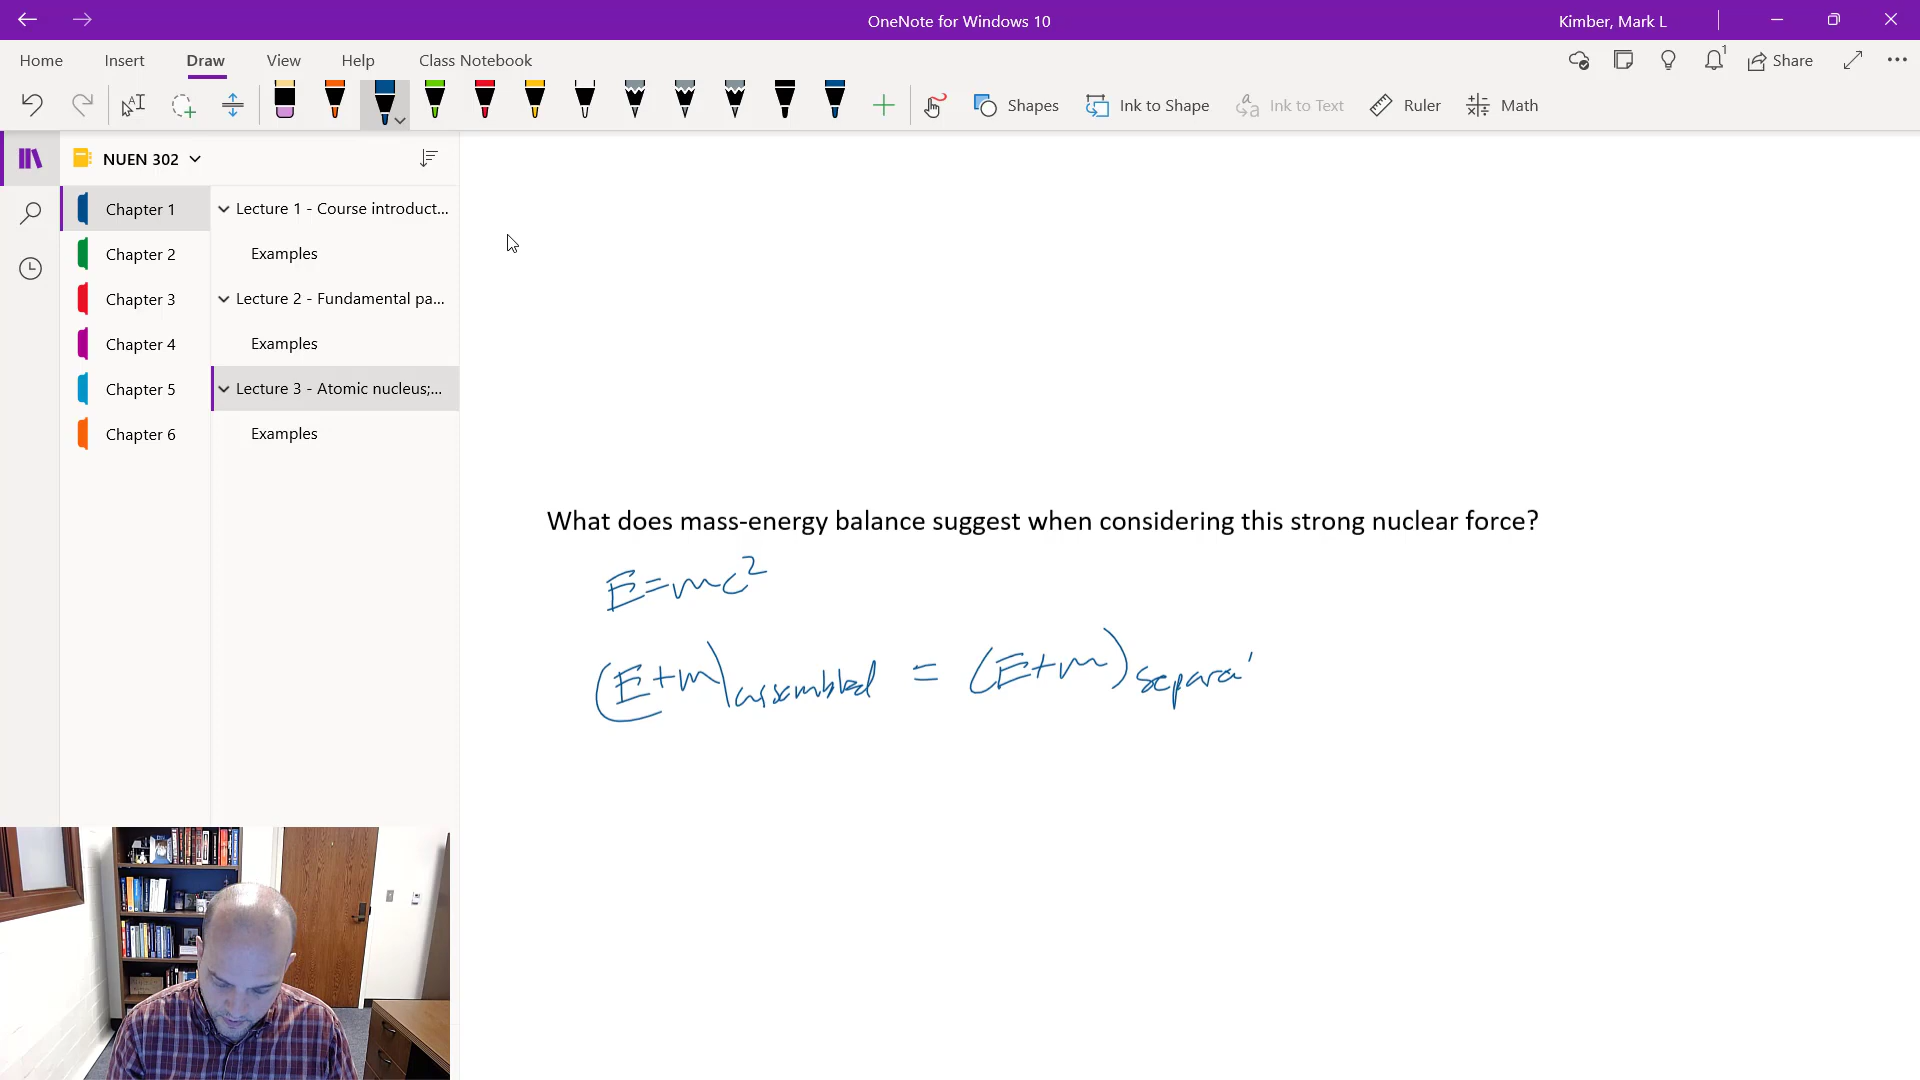 OneNote for Windows 10
Kimber, Mark L
Home Insert Draw View Help Class Notebook
1
Share
Shapes Ink to Shape Ink to Text Ruler Math
NUEN 302
Chapter 1
Chapter 2
Chapter 3
Chapter 4
Chapter 5
Chapter 6
Lecture 1 - Course introduct...
Examples
Lecture 2 - Fundamental pa...
Examples
Lecture 3 - Atomic nucleus;...
Examples
What does mass-energy balance suggest when considering this strong nuclear force?
E=mc²
(E+m)assembled = (E+m)separa